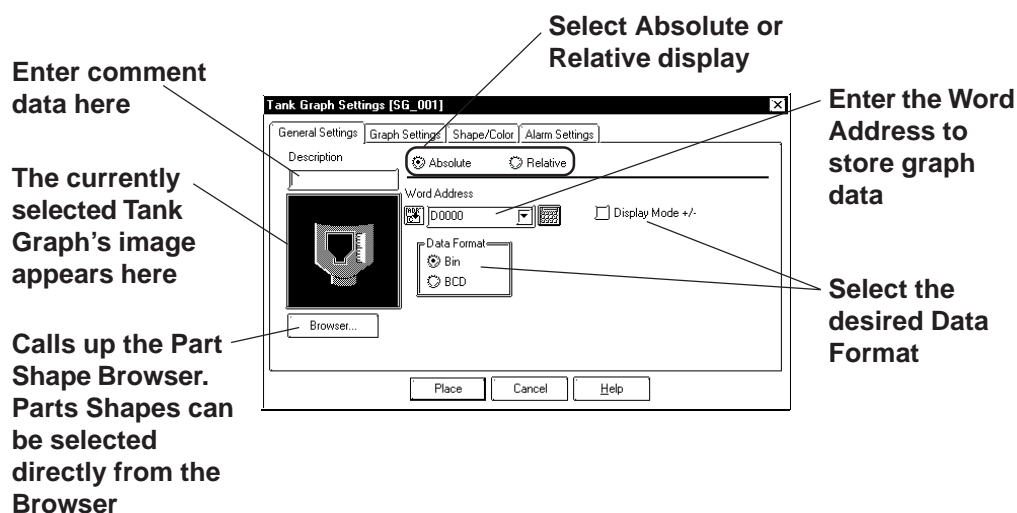 Select Absolute or
Relative display
Enter comment
data here
Enter the Word
Address to
store graph
data
The currently
selected Tank
Graph's image
appears here
Select the
desired Data
Format
Calls up the Part
Shape Browser.
Parts Shapes can
be selected
directly from the
Browser
Tank Graph Settings [SG_001]
General Settings Graph Settings Shape/Color Alarm Settings
Description
Absolute Relative
Word Address
D0000
Display Mode +/-
Data Format
Bin
BCD
Browser...
Place Cancel Help